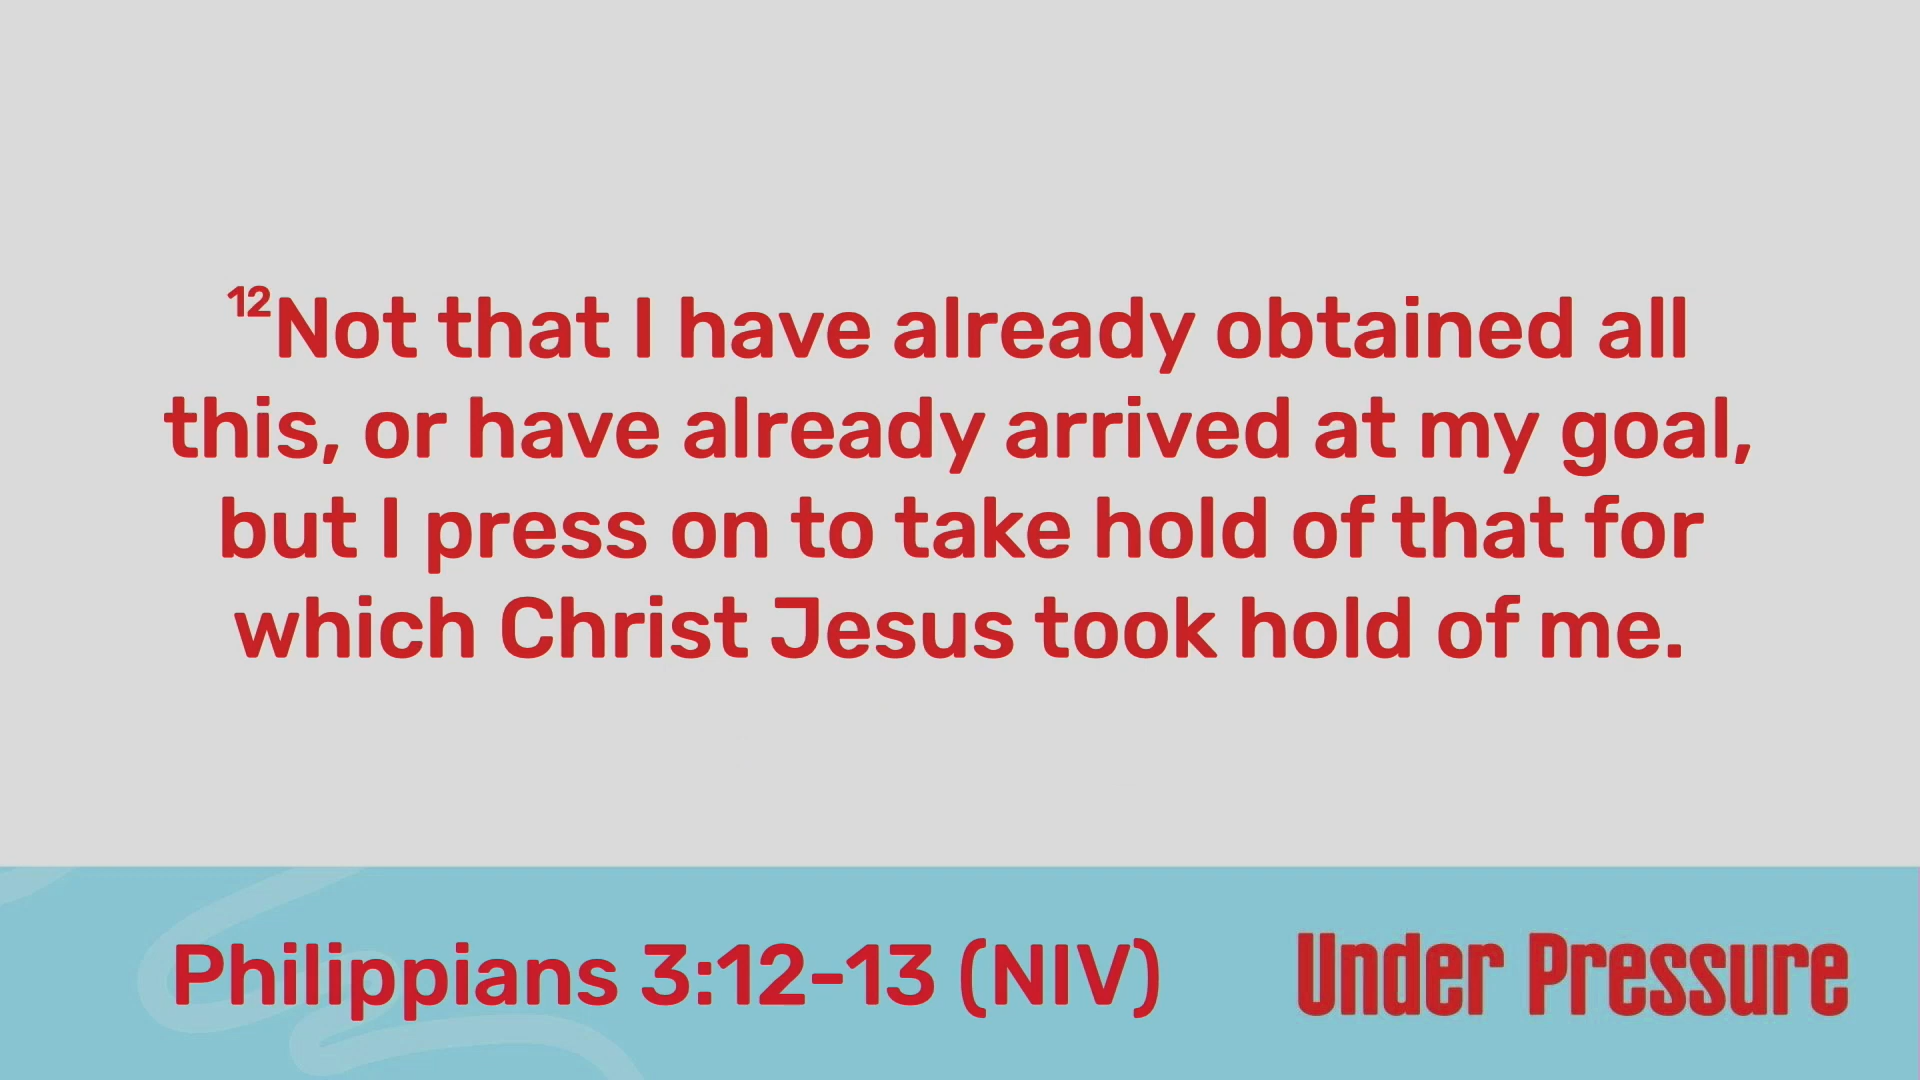 ¹²Not that I have already obtained all
this, or have already arrived at my goal,
but I press on to take hold of that for
which Christ Jesus took hold of me.
Philippians 3:12-13 (NIV)
Under Pressure